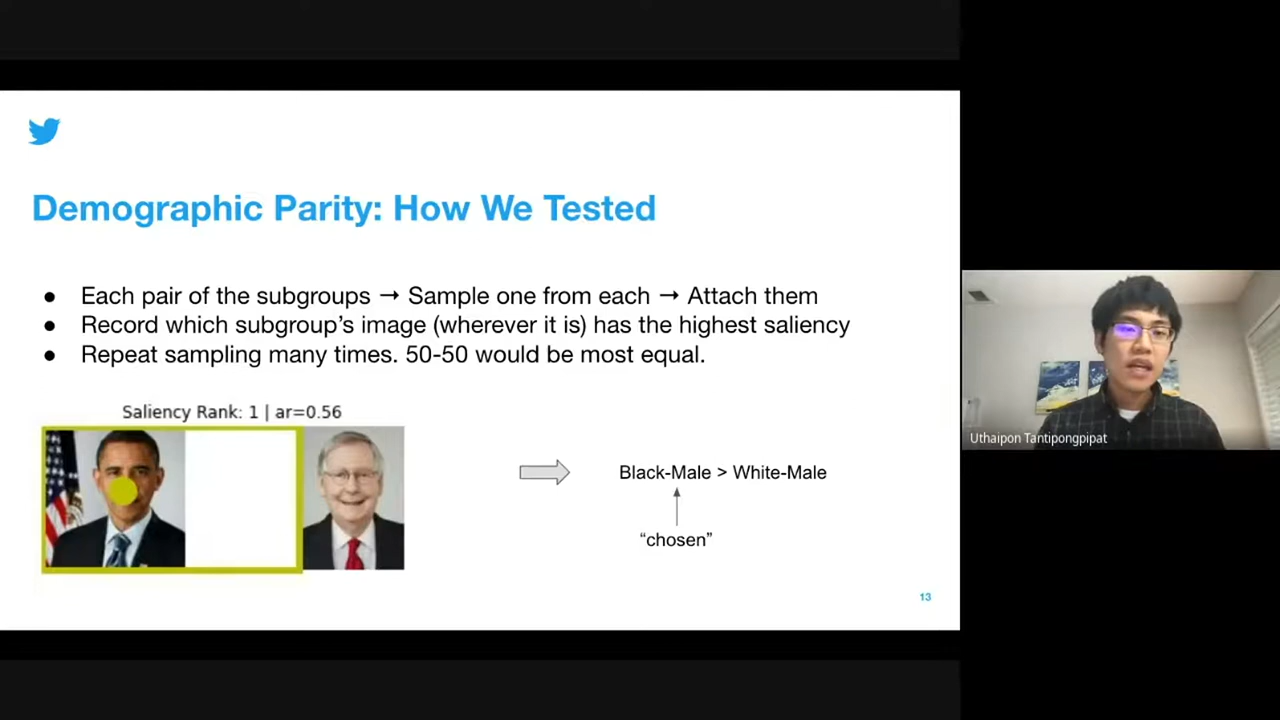 Demographic Parity: How We Tested
● Each pair of the subgroups → Sample one from each → Attach them
● Record which subgroup's image (wherever it is) has the highest saliency
● Repeat sampling many times. 50-50 would be most equal.
Saliency Rank: 1 | ar=0.56
Black-Male > White-Male
“chosen”
13
Uthaipon Tantipongpipat